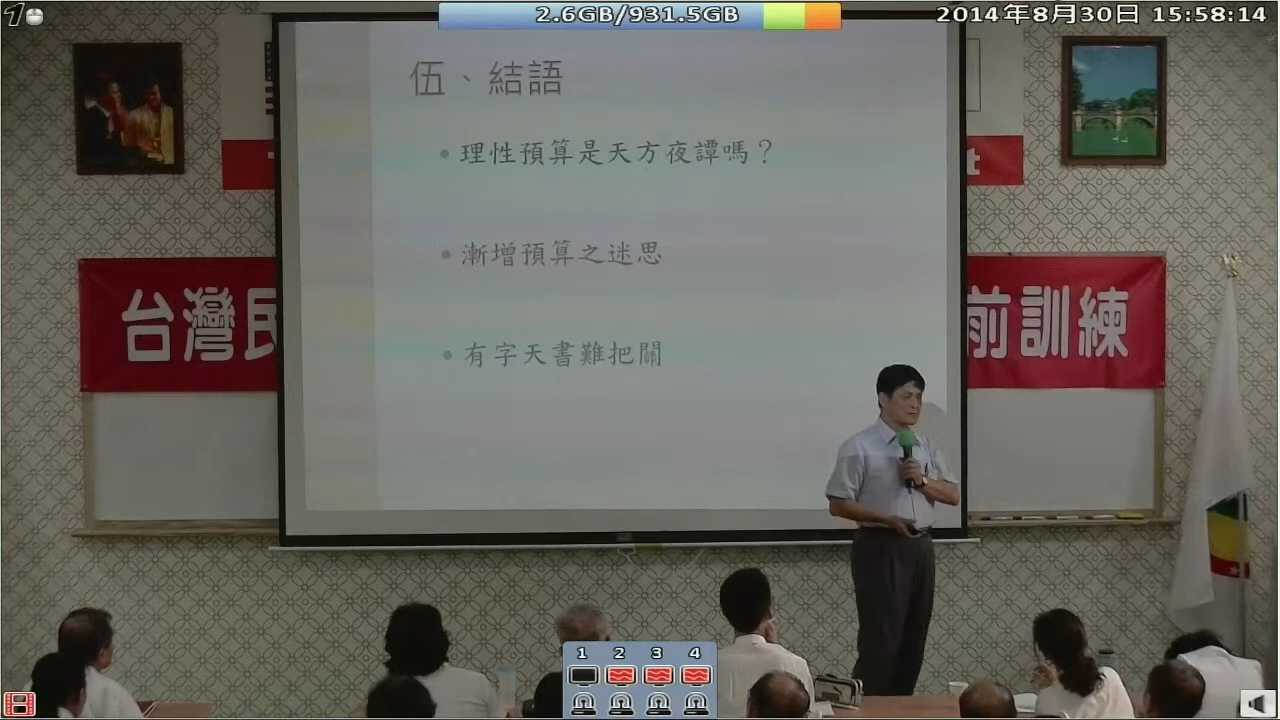 2.6GB/931.5GB
2014年8月30日 15:58:14
伍、結語
•理性預算是天方夜譚嗎？
•漸增預算之迷思
•有字天書難把關
t
台灣民
前訓練
1 2 3 4